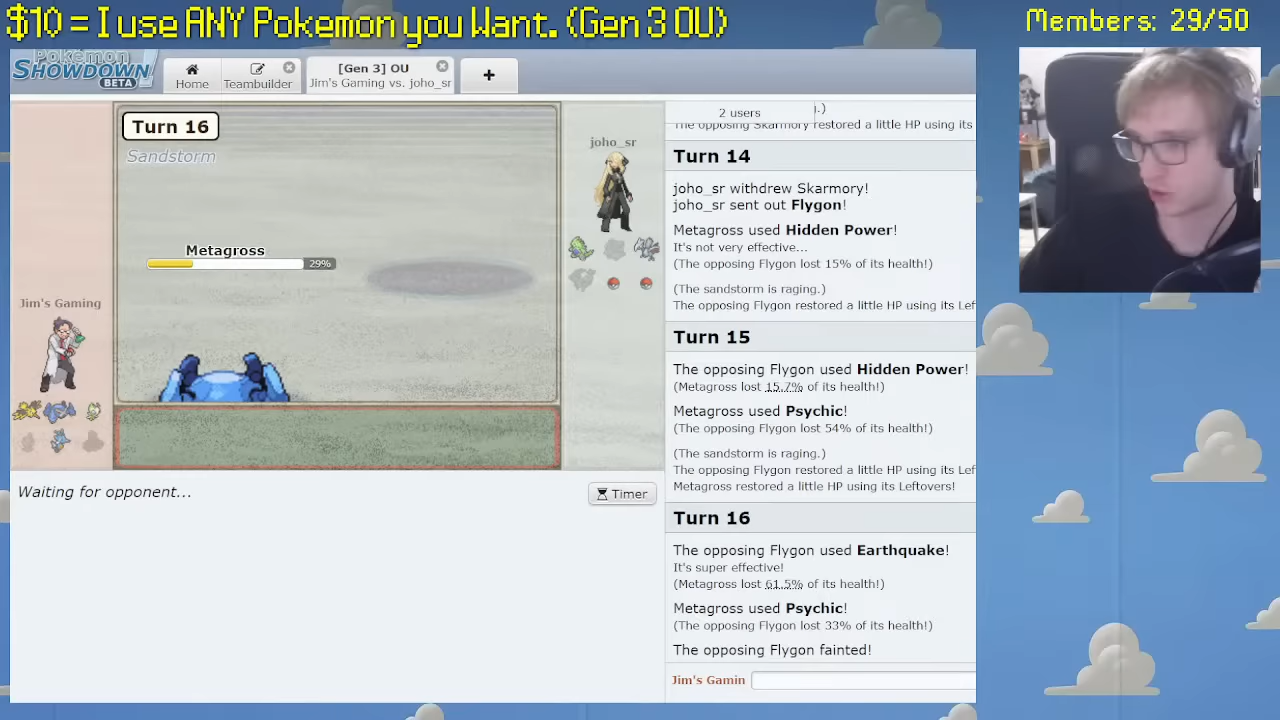 $10 = I use ANY Pokemon you Want. (Gen 3 OU)
Members: 29/50
Pokémon
SHOWDOWN
BETA
Home
Teambuilder
[Gen 3] OU
Jim's Gaming vs. joho_sr
+
Turn 16
Sandstorm
Metagross
29%
Jim's Gaming
joho_sr
Waiting for opponent...
Timer
2 users
.)
The opposing Skarmory restored a little HP using its
Turn 14
joho_sr withdrew Skarmory!
joho_sr sent out Flygon!
Metagross used Hidden Power!
It's not very effective...
(The opposing Flygon lost 15% of its health!)
(The sandstorm is raging.)
The opposing Flygon restored a little HP using its Lef
Turn 15
The opposing Flygon used Hidden Power!
(Metagross lost 15.7% of its health!)
Metagross used Psychic!
(The opposing Flygon lost 54% of its health!)
(The sandstorm is raging.)
The opposing Flygon restored a little HP using its Lef
Metagross restored a little HP using its Leftovers!
Turn 16
The opposing Flygon used Earthquake!
It's super effective!
(Metagross lost 61.5% of its health!)
Metagross used Psychic!
(The opposing Flygon lost 33% of its health!)
The opposing Flygon fainted!
Jim's Gamin